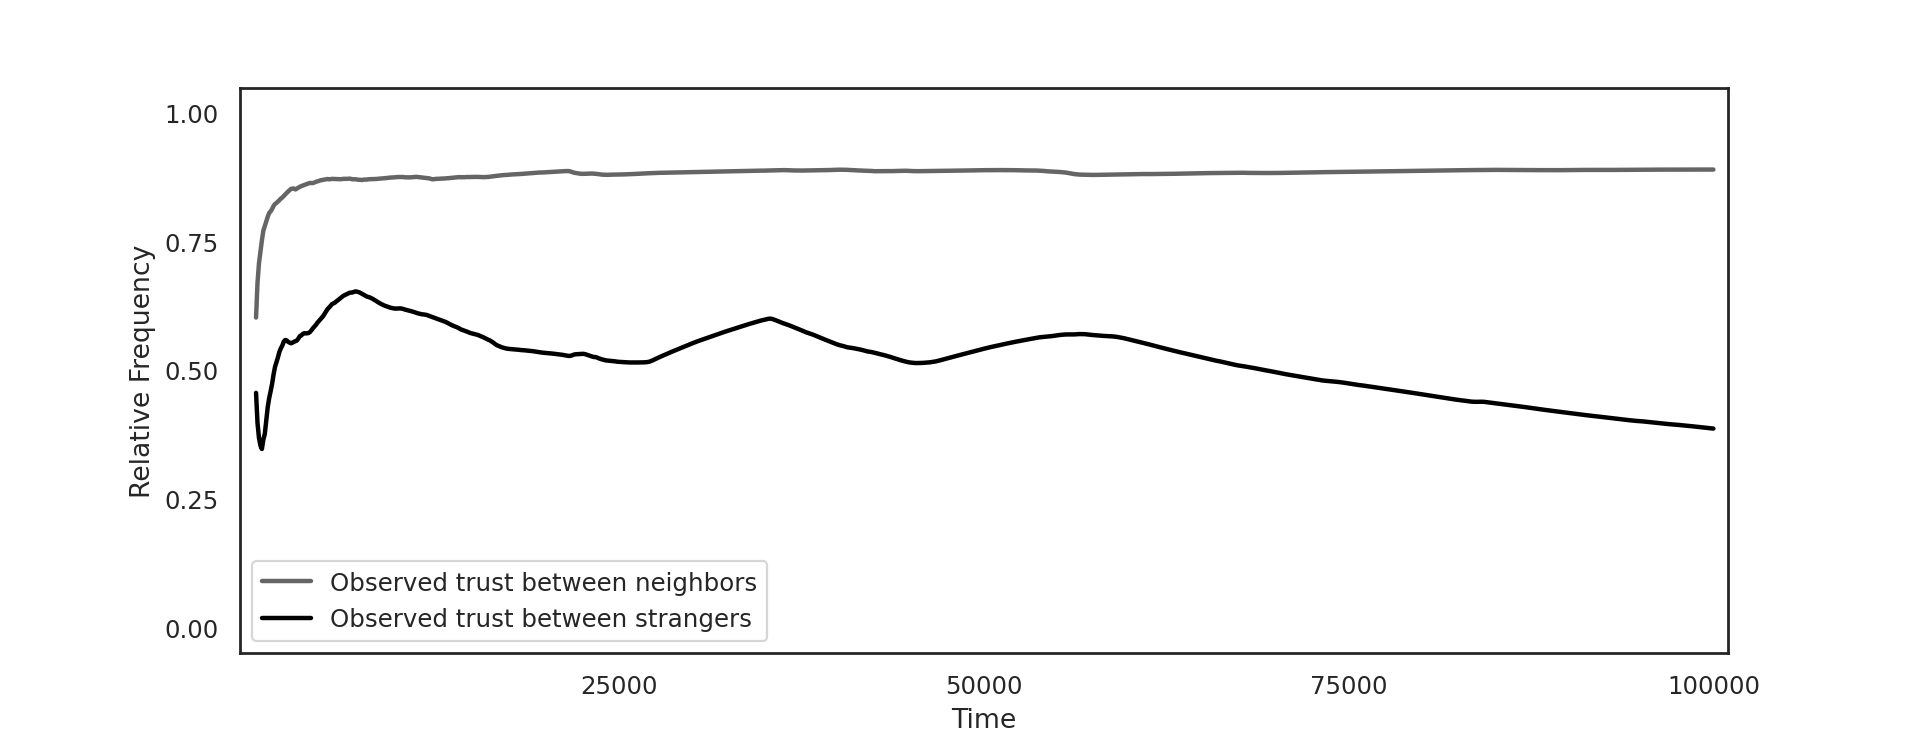 1.00
0.75
0.50
0.25
0.00
Relative Frequency
Observed trust between neighbors
Observed trust between strangers
25000 50000 75000 100000
Time